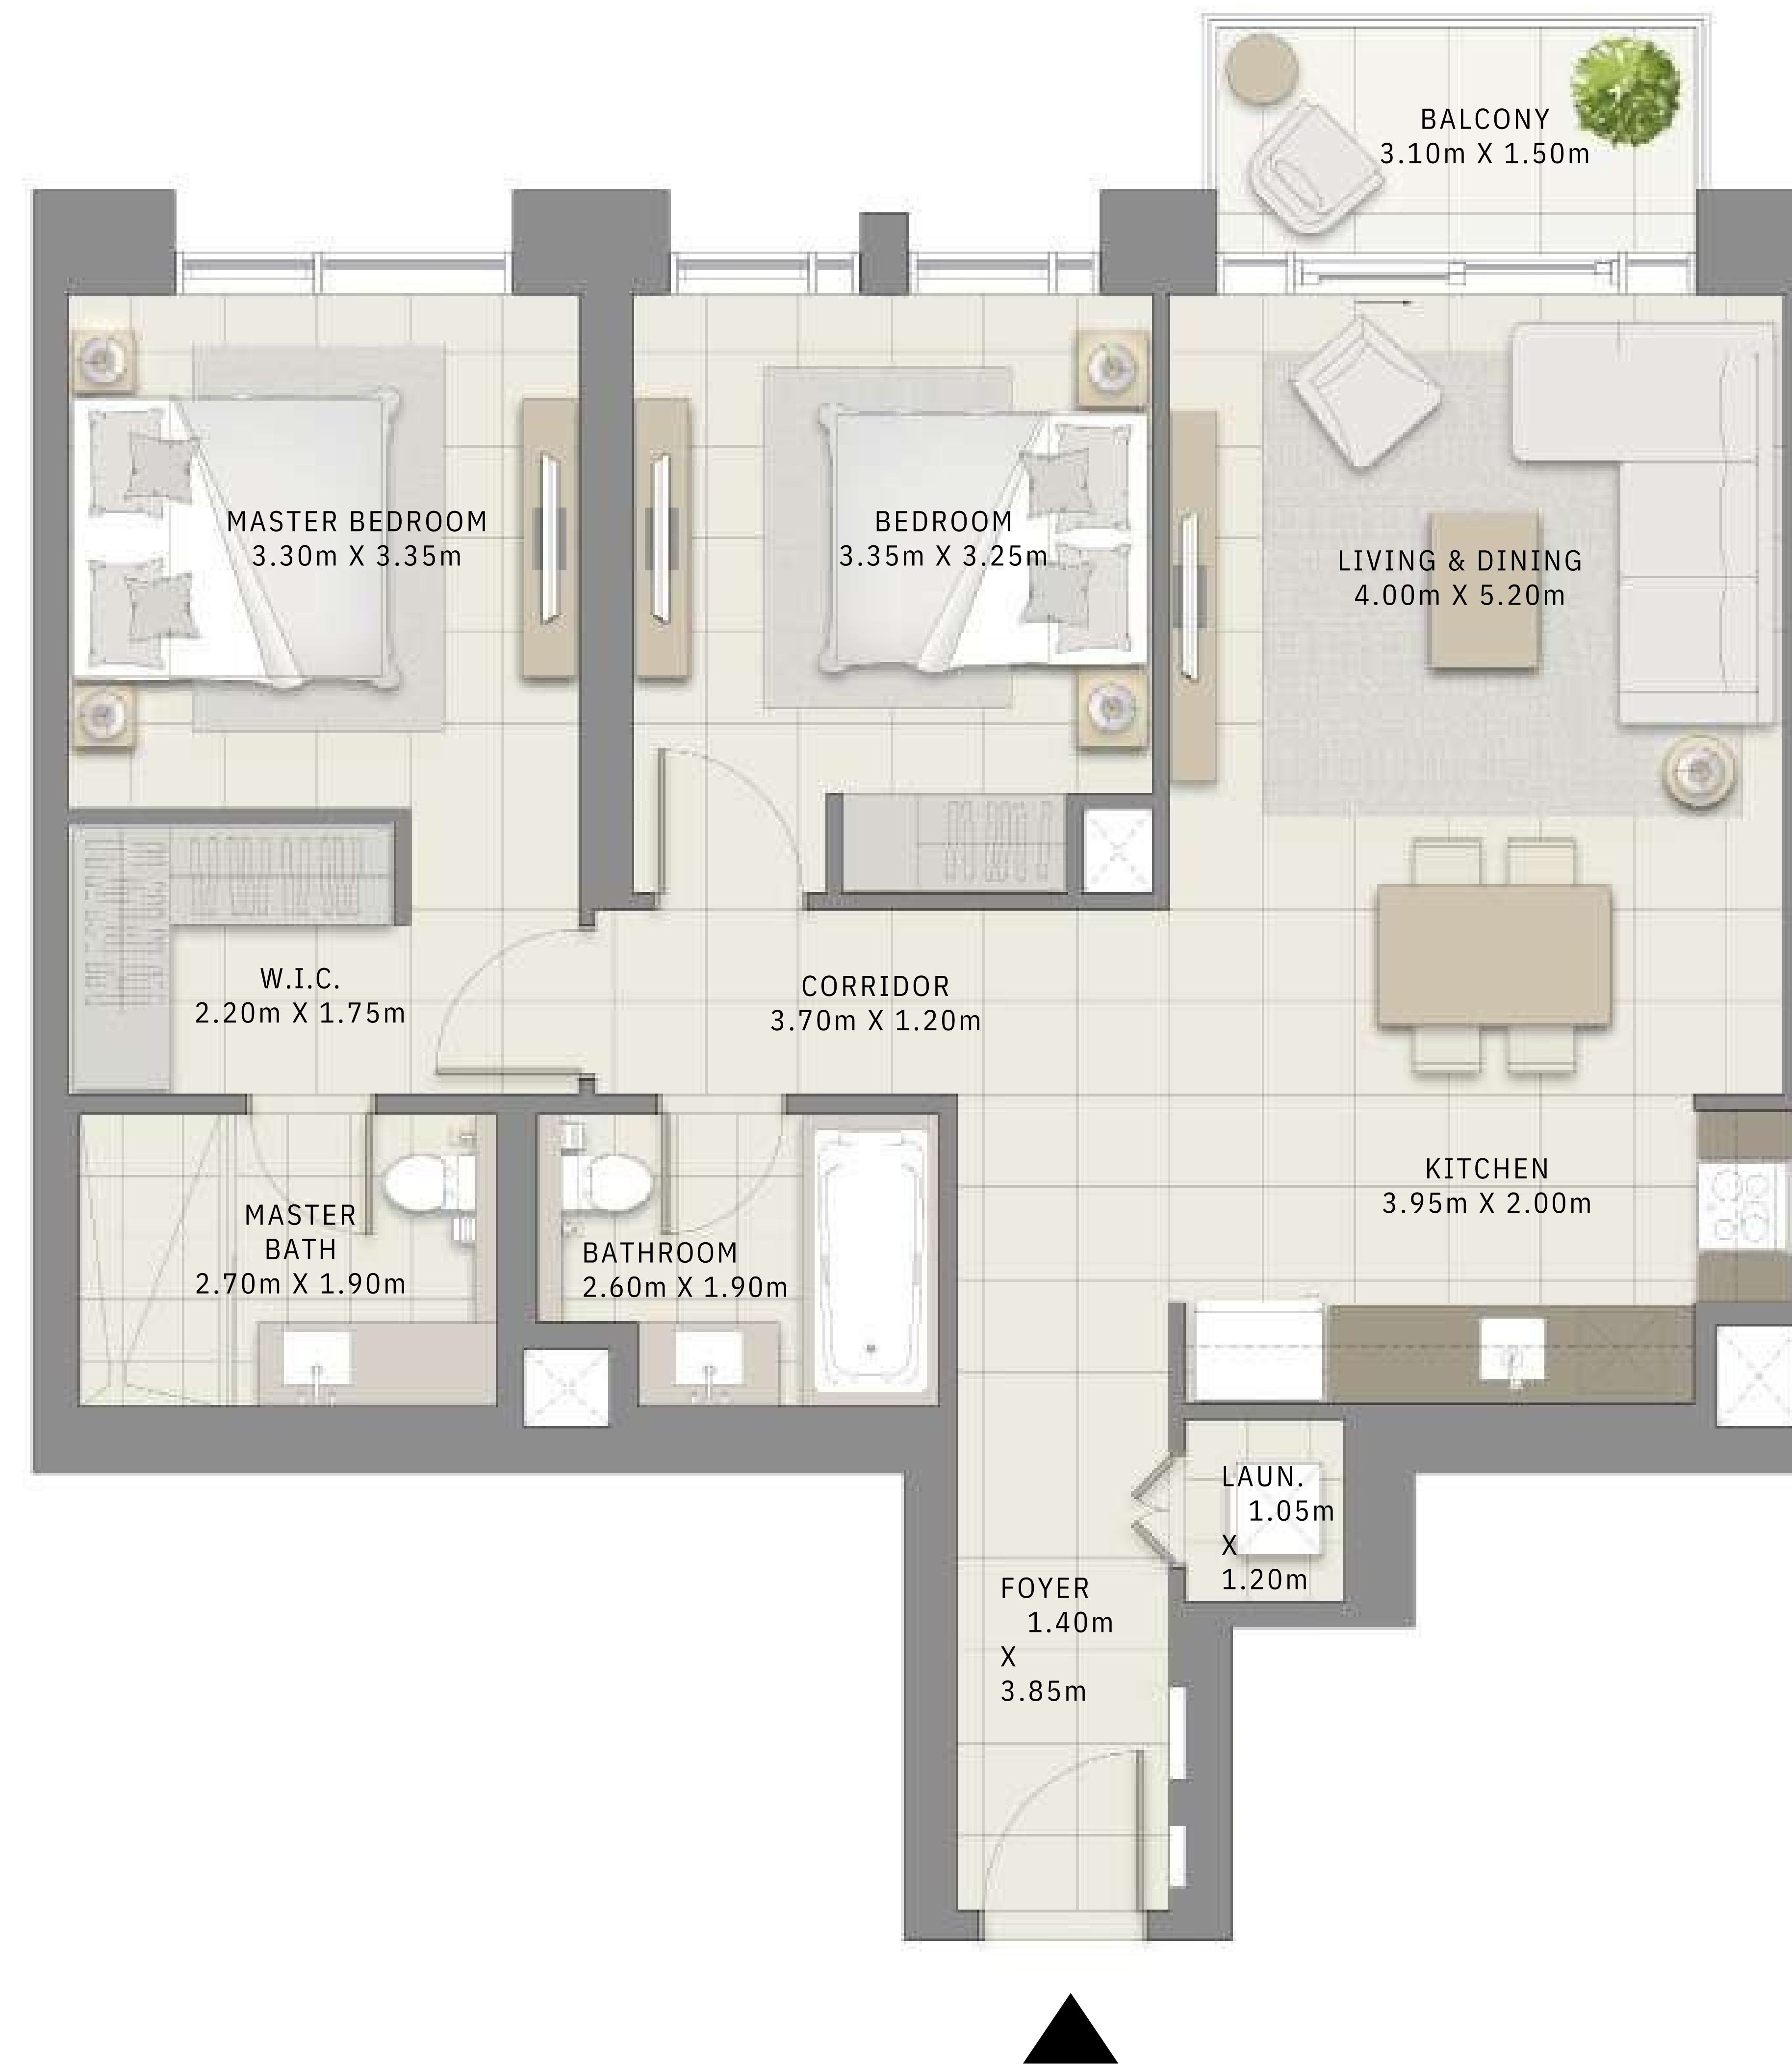 BALCONY
3.10m X 1.50m
MASTER BEDROOM
3.30m X 3.35m
BEDROOM
3.35m X 3.25m
LIVING & DINING
4.00m X 5.20m
W.I.C.
2.20m X 1.75m
CORRIDOR
3.70m X 1.20m
KITCHEN
3.95m X 2.00m
MASTER
BATH
2.70m X 1.90m
BATHROOM
2.60m X 1.90m
LAUN.
1.05m
X
1.20m
FOYER
1.40m
X
3.85m